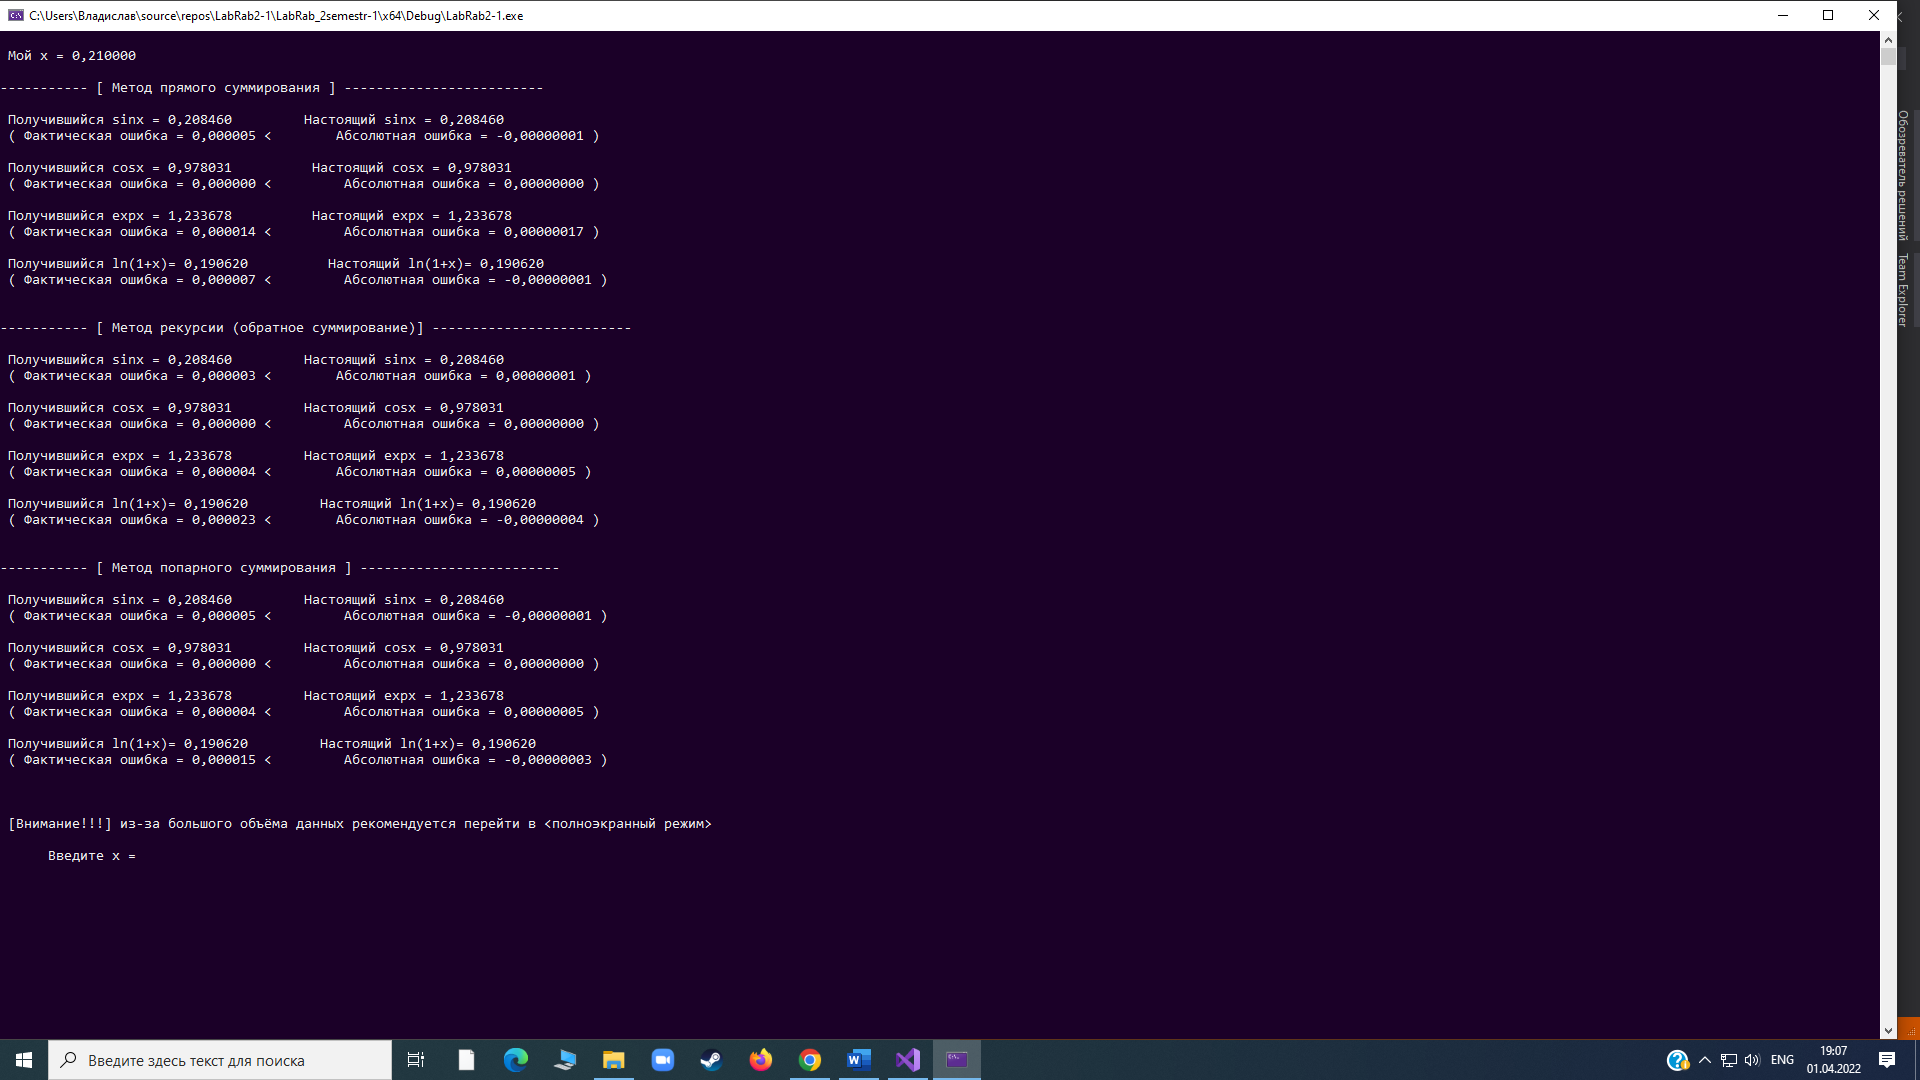 C:\Users\Владислав\source\repos\LabRab2-1\LabRab_2semestr-1\x64\Debug\LabRab2-1.exe
Мой x = 0,210000
----------- [ Метод прямого суммирования ] -------------------------
Получившийся sinx = 0,208460 Настоящий sinx = 0,208460
( Фактическая ошибка = 0,000005 < Абсолютная ошибка = -0,00000001 )
Получившийся cosx = 0,978031 Настоящий cosx = 0,978031
( Фактическая ошибка = 0,000000 < Абсолютная ошибка = 0,00000000 )
Получившийся expx = 1,233678 Настоящий expx = 1,233678
( Фактическая ошибка = 0,000014 < Абсолютная ошибка = 0,00000017 )
Получившийся ln(1+x)= 0,190620 Настоящий ln(1+x)= 0,190620
( Фактическая ошибка = 0,000007 < Абсолютная ошибка = -0,00000001 )
----------- [ Метод рекурсии (обратное суммирование)] -------------------------
Получившийся sinx = 0,208460 Настоящий sinx = 0,208460
( Фактическая ошибка = 0,000003 < Абсолютная ошибка = 0,00000001 )
Получившийся cosx = 0,978031 Настоящий cosx = 0,978031
( Фактическая ошибка = 0,000000 < Абсолютная ошибка = 0,00000000 )
Получившийся expx = 1,233678 Настоящий expx = 1,233678
( Фактическая ошибка = 0,000004 < Абсолютная ошибка = 0,00000005 )
Получившийся ln(1+x)= 0,190620 Настоящий ln(1+x)= 0,190620
( Фактическая ошибка = 0,000023 < Абсолютная ошибка = -0,00000004 )
----------- [ Метод попарного суммирования ] -------------------------
Получившийся sinx = 0,208460 Настоящий sinx = 0,208460
( Фактическая ошибка = 0,000005 < Абсолютная ошибка = -0,00000001 )
Получившийся cosx = 0,978031 Настоящий cosx = 0,978031
( Фактическая ошибка = 0,000000 < Абсолютная ошибка = 0,00000000 )
Получившийся expx = 1,233678 Настоящий expx = 1,233678
( Фактическая ошибка = 0,000004 < Абсолютная ошибка = 0,00000005 )
Получившийся ln(1+x)= 0,190620 Настоящий ln(1+x)= 0,190620
( Фактическая ошибка = 0,000015 < Абсолютная ошибка = -0,00000003 )
[Внимание!!!] из-за большого объёма данных рекомендуется перейти в <полноэкранный режим>
Введите x =
Обозреватель решений
Team Explorer
Введите здесь текст для поиска
ENG
19:07
01.04.2022